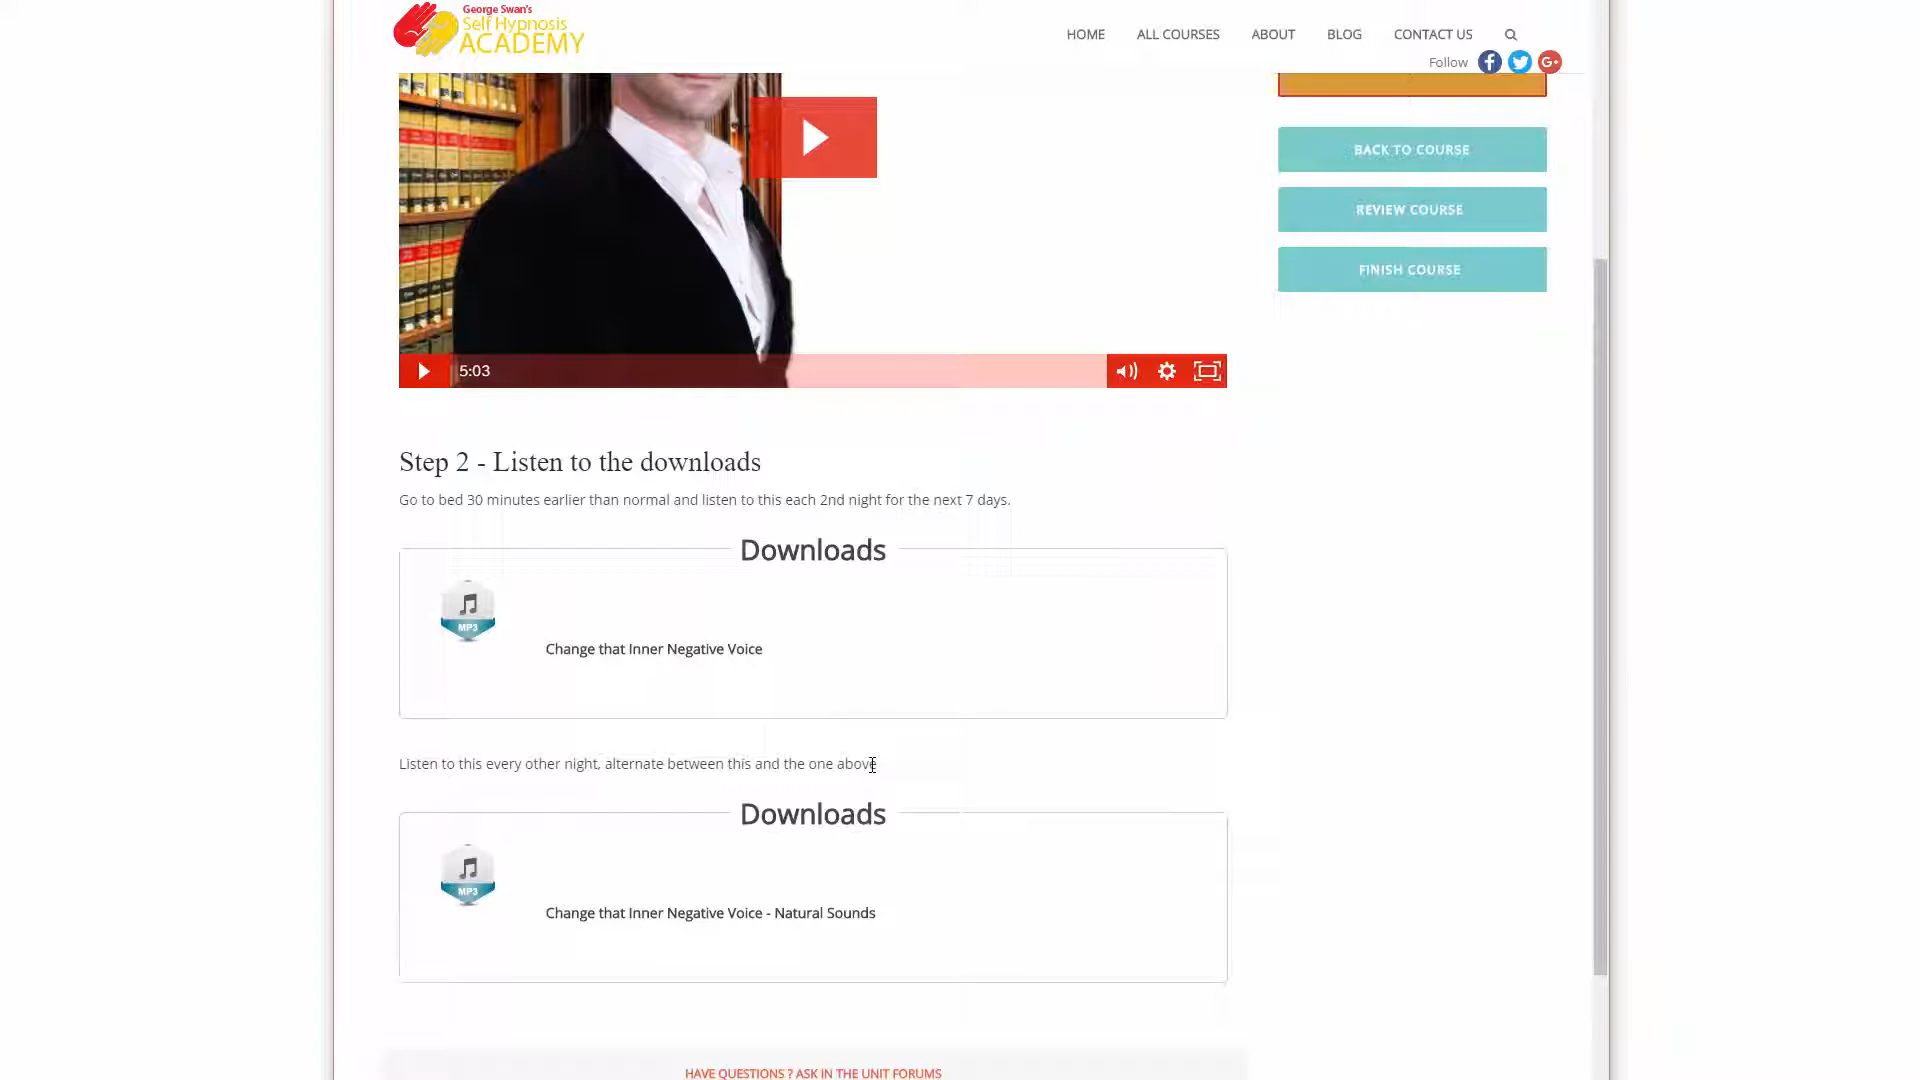 George Swan's
Self Hypnosis
ACADEMY
HOME ALL COURSES ABOUT BLOG CONTACT US
Follow
BACK TO COURSE
REVIEW COURSE
FINISH COURSE
5:03
Step 2 - Listen to the downloads
Go to bed 30 minutes earlier than normal and listen to this each 2nd night for the next 7 days.
Downloads
MP3
Change that Inner Negative Voice
Listen to this every other night, alternate between this and the one above
Downloads
MP3
Change that Inner Negative Voice - Natural Sounds
HAVE QUESTIONS ? ASK IN THE UNIT FORUMS